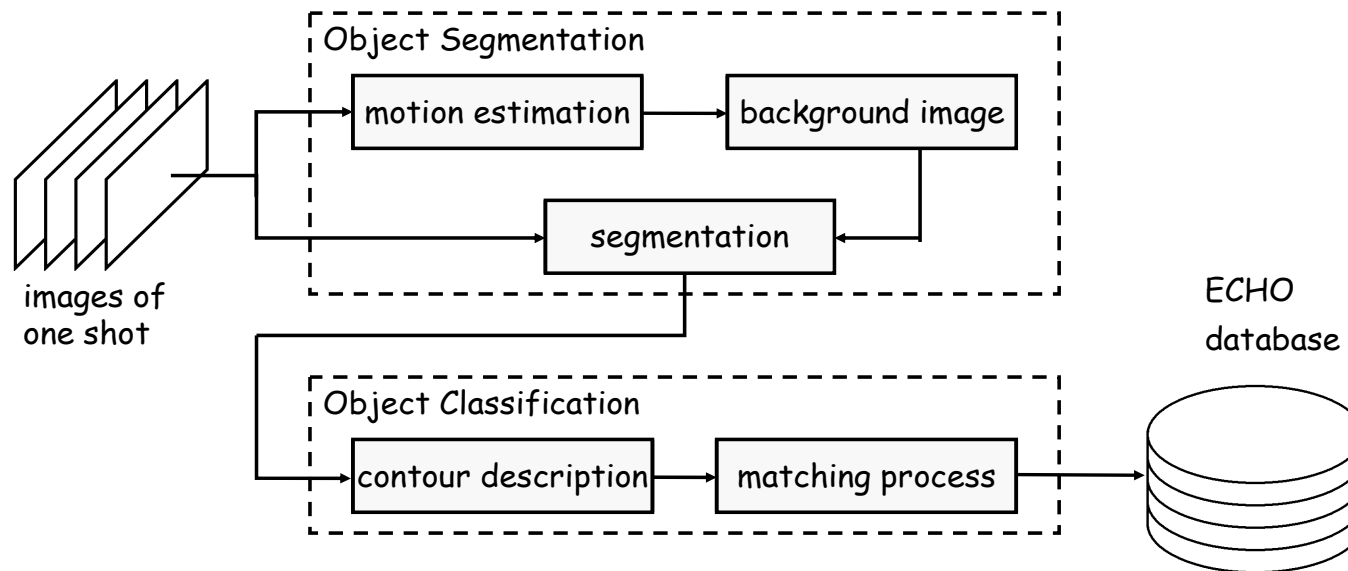 Object Segmentation
motion estimation
background image
segmentation
images of
one shot
ECHO
database
Object Classification
contour description
matching process